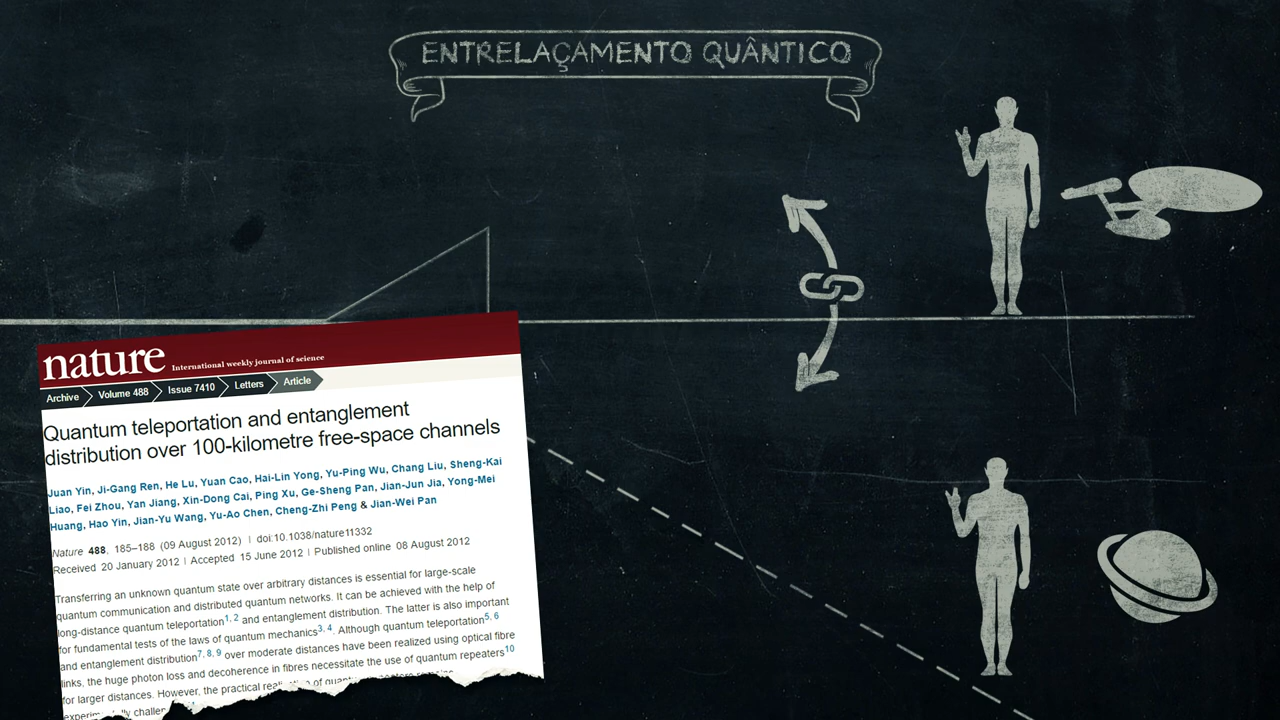 ENTRELAÇAMENTO QUÂNTICO
nature International weekly journal of science
Archive Volume 488 Issue 7410 Letters Article
Quantum teleportation and entanglement
distribution over 100-kilometre free-space channels
Juan Yin, Ji-Gang Ren, He Lu, Yuan Cao, Hai-Lin Yong, Yu-Ping Wu, Chang Liu, Sheng-Kai
Liao, Fei Zhou, Yan Jiang, Xin-Dong Cai, Ping Xu, Ge-Sheng Pan, Jian-Jun Jia, Yong-Mei
Huang, Hao Yin, Jian-Yu Wang, Yu-Ao Chen, Cheng-Zhi Peng & Jian-Wei Pan
Nature 488, 185–188 (09 August 2012) | doi:10.1038/nature11332
Received 20 January 2012 | Accepted 15 June 2012 | Published online 08 August 2012
Transferring an unknown quantum state over arbitrary distances is essential for large-scale
quantum communication and distributed quantum networks. It can be achieved with the help of
long-distance quantum teleportation1, 2 and entanglement distribution. The latter is also important
for fundamental tests of the laws of quantum mechanics3, 4. Although quantum teleportation5, 6
and entanglement distribution7, 8, 9 over moderate distances have been realized using optical fibre
links, the huge photon loss and decoherence in fibres necessitate the use of quantum repeaters10
for larger distances. However, the practical of